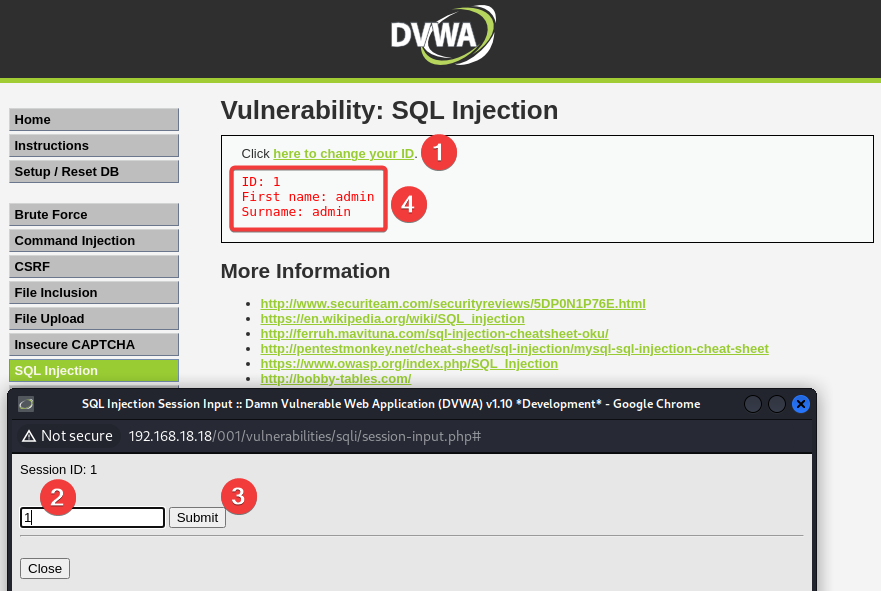 DVWA
Vulnerability: SQL Injection
Home
Instructions
Setup / Reset DB
Brute Force
Command Injection
CSRF
File Inclusion
File Upload
Insecure CAPTCHA
SQL Injection
Click here to change your ID.
1
ID: 1
First name: admin
Surname: admin
4
More Information
http://www.securiteam.com/securityreviews/5DP0N1P76E.html
https://en.wikipedia.org/wiki/SQL_injection
http://ferruh.mavituna.com/sql-injection-cheatsheet-oku/
http://pentestmonkey.net/cheat-sheet/sql-injection/mysql-sql-injection-cheat-sheet
https://www.owasp.org/index.php/SQL_Injection
http://bobby-tables.com/
SQL Injection Session Input :: Damn Vulnerable Web Application (DVWA) v1.10 *Development* - Google Chrome
Not secure 192.168.18.18/001/vulnerabilities/sqli/session-input.php#
Session ID: 1
2
3
1 Submit
Close